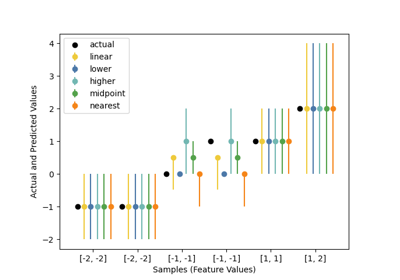 4
3
2
1
0
−1
−2
Actual and Predicted Values
actual
linear
lower
higher
midpoint
nearest
[-2, -2] [-2, -2] [-1, -1] [-1, -1] [1, 1] [1, 2]
Samples (Feature Values)